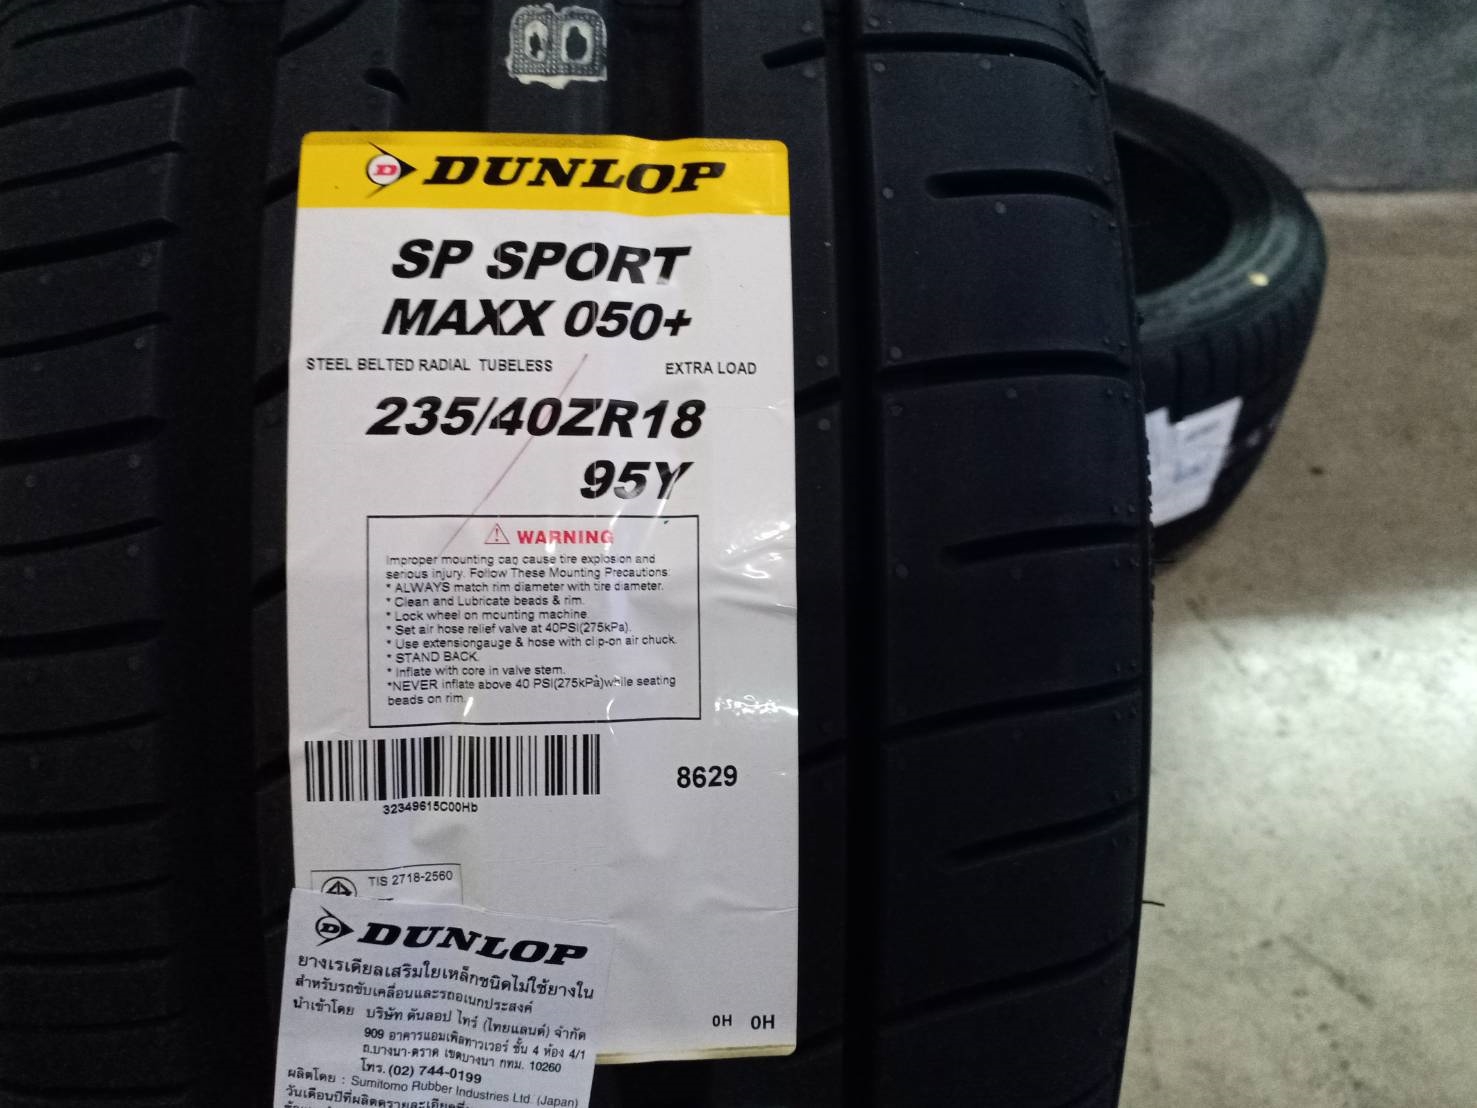 DUNLOP
SP SPORT
MAXX 050+
STEEL BELTED RADIAL TUBELESS EXTRA LOAD
235/40ZR18
95Y
WARNING
Improper mounting can cause tire explosion and
serious injury. Follow These Mounting Precautions:
* ALWAYS match rim diameter with tire diameter.
* Clean and Lubricate beads & rim.
* Lock wheel on mounting machine.
* Set air hose relief valve at 40PSI(275kPa).
* Use extensiongauge & hose with clip-on air chuck.
* STAND BACK.
* Inflate with core in valve stem.
*NEVER inflate above 40 PSI(275kPa)while seating
beads on rim.
8629
32349615C00Hb
TIS 2718-2560
DUNLOP
ยางเรเดียลเสริมใยเหล็กชนิดไม่ใช้ยางใน
สำหรับรถขับเคลื่อนและรถอเนกประสงค์
นำเข้าโดย บริษัท ดันลอป ไทร์ (ไทยแลนด์) จำกัด
909 อาคารแอมเพิลทาวเวอร์ ชั้น 4 ห้อง 4/1
ถ.บางนา-ตราด เขตบางนา กทม. 10260
โทร. (02) 744-0199
ผลิตโดย : Sumitomo Rubber Industries Ltd. (Japan)
0H 0H